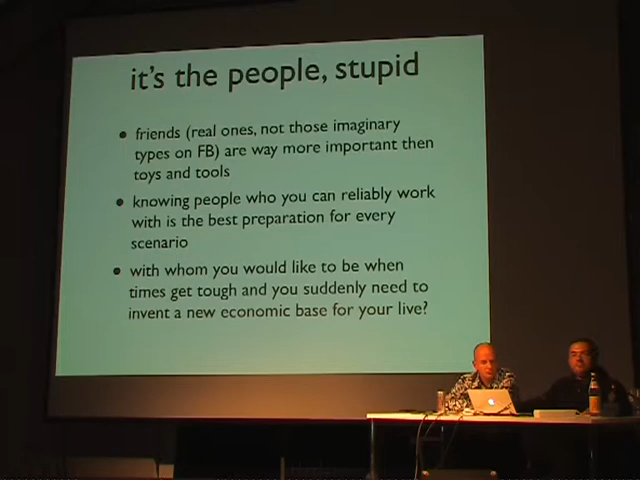 it's the people, stupid
friends (real ones, not those imaginary
types on FB) are way more important then
toys and tools
knowing people who you can reliably work
with is the best preparation for every
scenario
with whom you would like to be when
times get tough and you suddenly need to
invent a new economic base for your live?